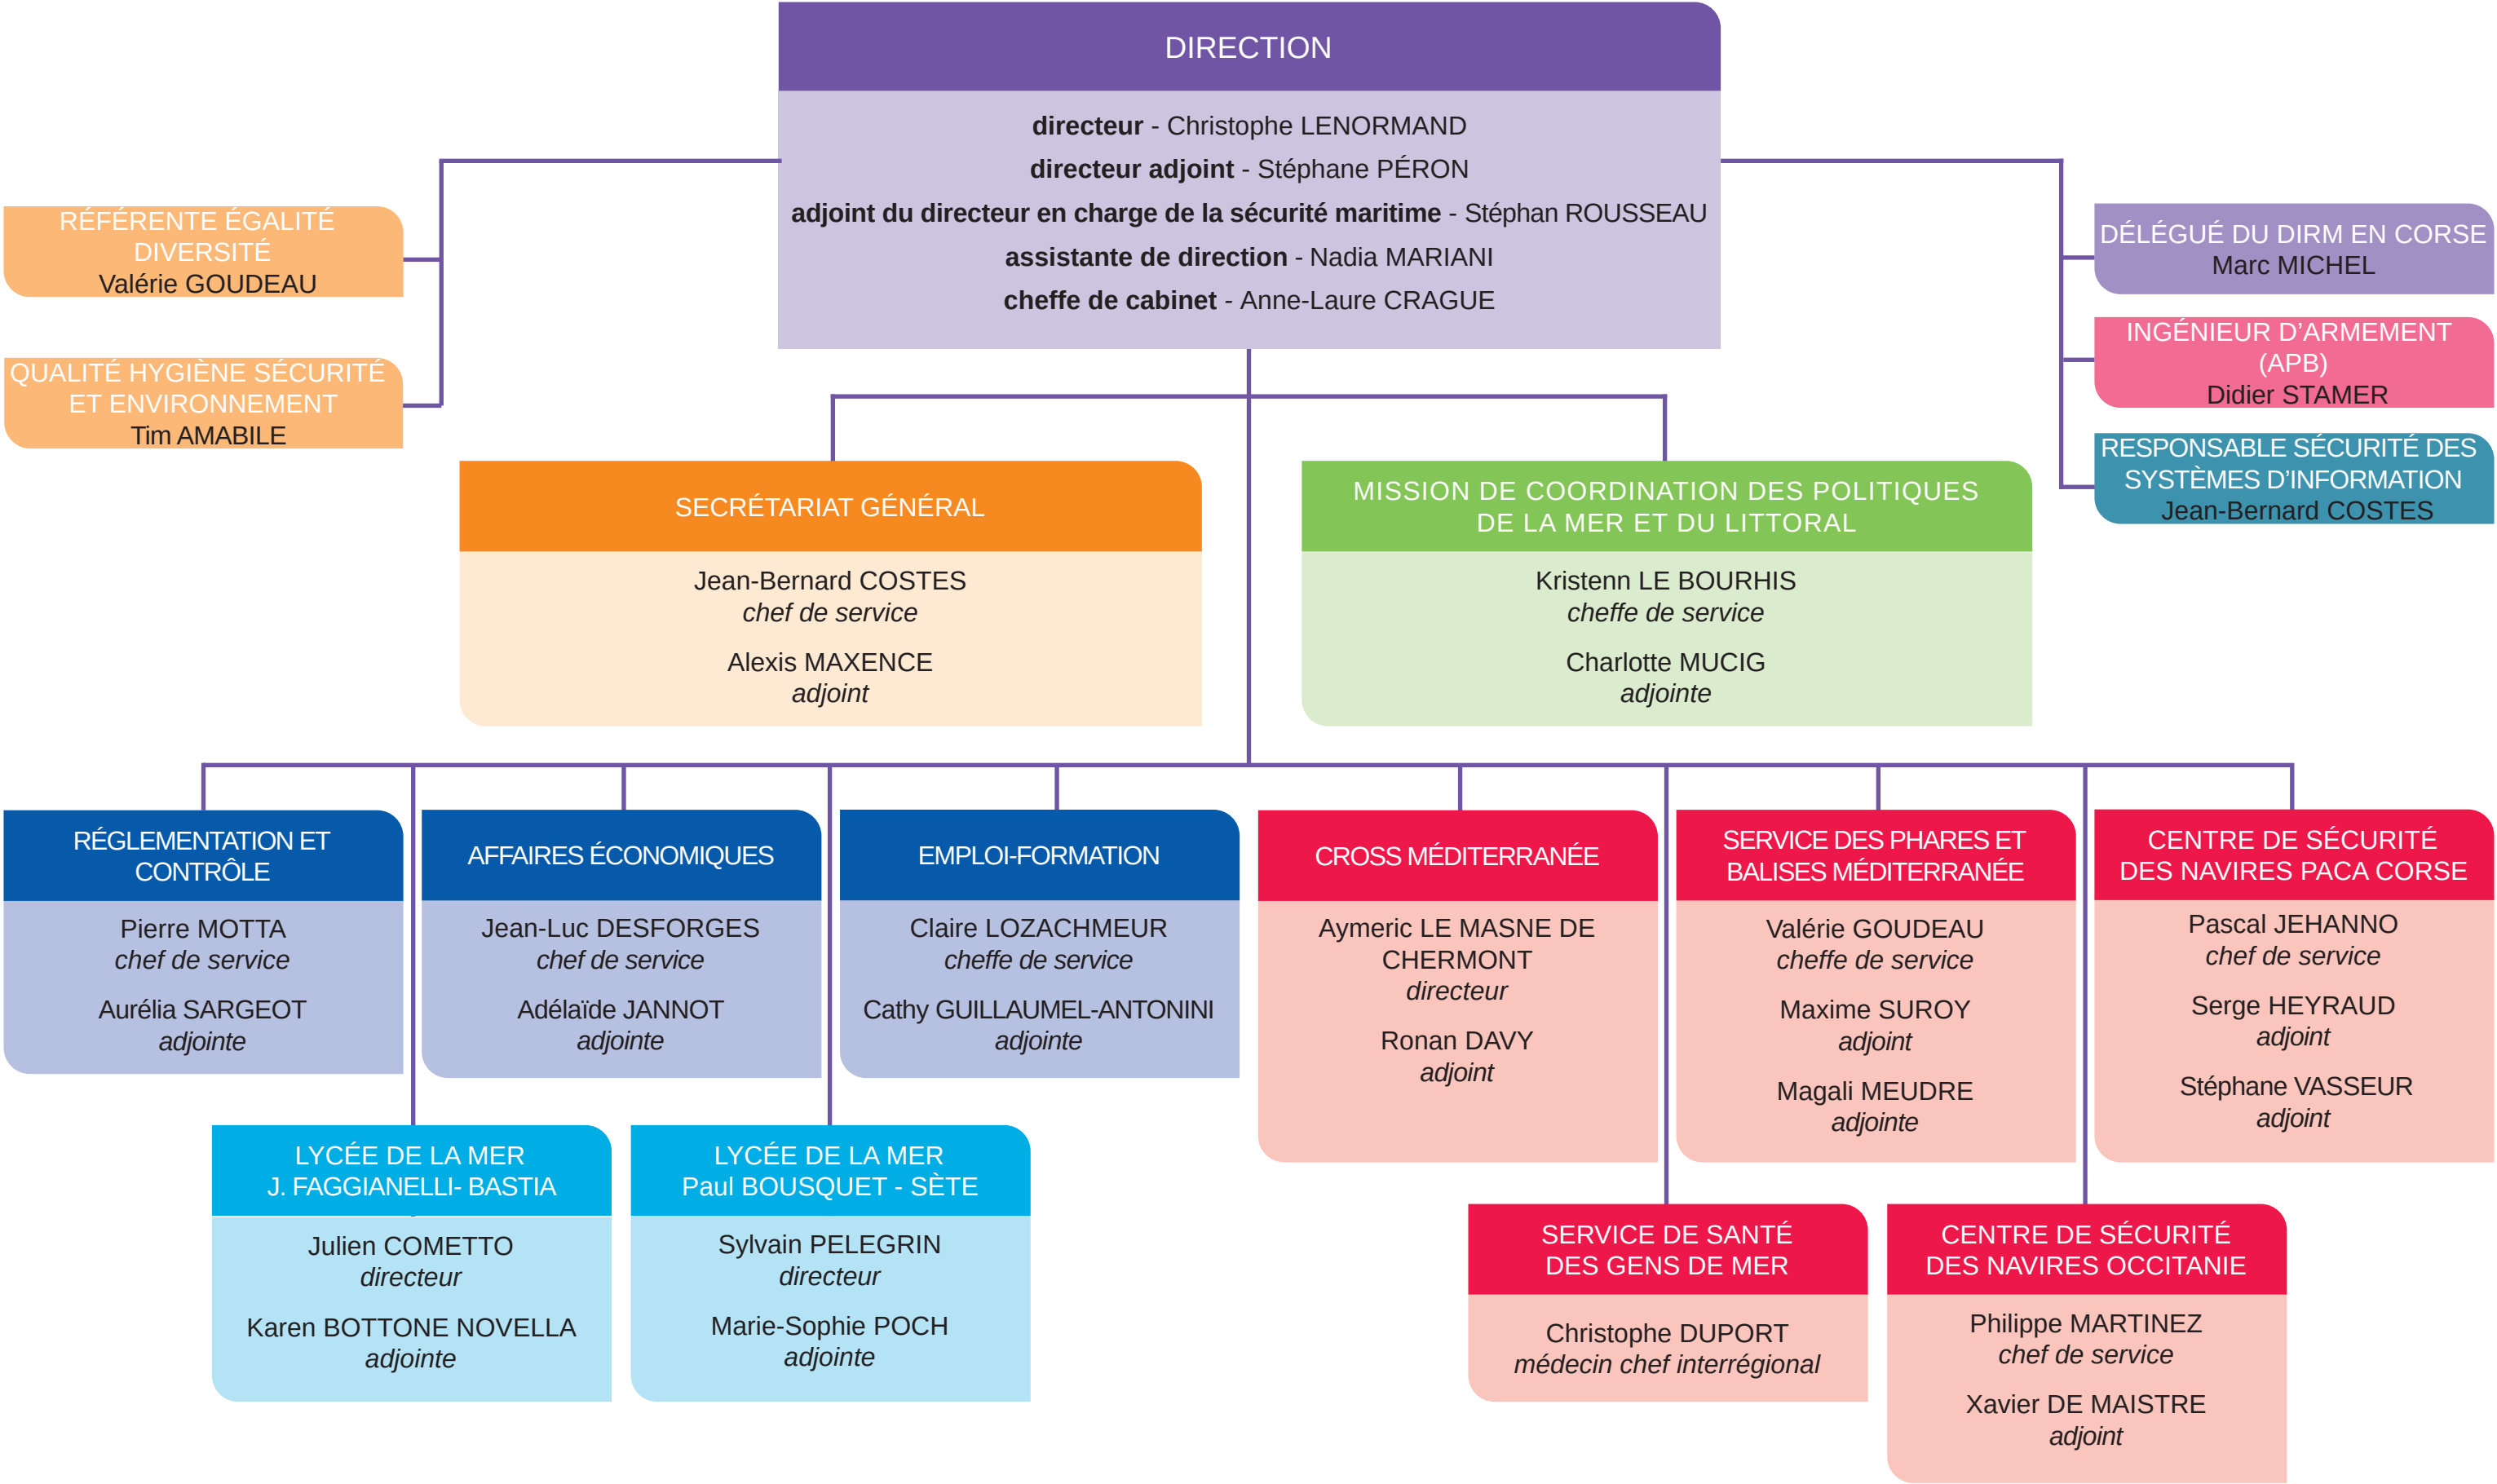 DIRECTION
directeur - Christophe LENORMAND
directeur adjoint - Stéphane PÉRON
adjoint du directeur en charge de la sécurité maritime - Stéphan ROUSSEAU
assistante de direction - Nadia MARIANI
cheffe de cabinet - Anne-Laure CRAGUE
RÉFÉRENTE ÉGALITÉ
DIVERSITÉ
Valérie GOUDEAU
QUALITÉ HYGIÈNE SÉCURITÉ
ET ENVIRONNEMENT
Tim AMABILE
DÉLÉGUÉ DU DIRM EN CORSE
Marc MICHEL
INGÉNIEUR D’ARMEMENT
(APB)
Didier STAMER
RESPONSABLE SÉCURITÉ DES
SYSTÈMES D’INFORMATION
Jean-Bernard COSTES
SECRÉTARIAT GÉNÉRAL
Jean-Bernard COSTES
chef de service
Alexis MAXENCE
adjoint
MISSION DE COORDINATION DES POLITIQUES
DE LA MER ET DU LITTORAL
Kristenn LE BOURHIS
cheffe de service
Charlotte MUCIG
adjointe
RÉGLEMENTATION ET
CONTRÔLE
Pierre MOTTA
chef de service
Aurélia SARGEOT
adjointe
AFFAIRES ÉCONOMIQUES
Jean-Luc DESFORGES
chef de service
Adélaïde JANNOT
adjointe
EMPLOI-FORMATION
Claire LOZACHMEUR
cheffe de service
Cathy GUILLAUMEL-ANTONINI
adjointe
CROSS MÉDITERRANÉE
Aymeric LE MASNE DE
CHERMONT
directeur
Ronan DAVY
adjoint
SERVICE DES PHARES ET
BALISES MÉDITERRANÉE
Valérie GOUDEAU
cheffe de service
Maxime SUROY
adjoint
Magali MEUDRE
adjointe
CENTRE DE SÉCURITÉ
DES NAVIRES PACA CORSE
Pascal JEHANNO
chef de service
Serge HEYRAUD
adjoint
Stéphane VASSEUR
adjoint
LYCÉE DE LA MER
J. FAGGIANELLI- BASTIA
Julien COMETTO
directeur
Karen BOTTONE NOVELLA
adjointe
LYCÉE DE LA MER
Paul BOUSQUET - SÈTE
Sylvain PELEGRIN
directeur
Marie-Sophie POCH
adjointe
SERVICE DE SANTÉ
DES GENS DE MER
Christophe DUPORT
médecin chef interrégional
CENTRE DE SÉCURITÉ
DES NAVIRES OCCITANIE
Philippe MARTINEZ
chef de service
Xavier DE MAISTRE
adjoint